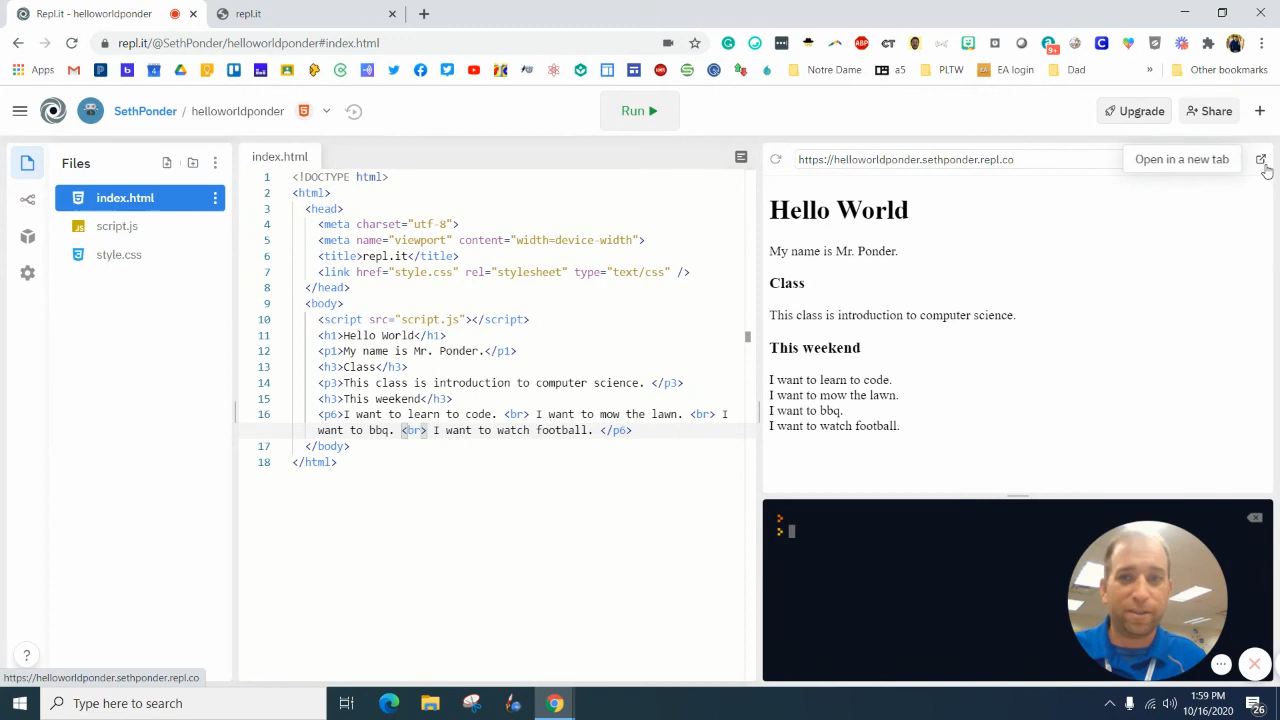 Repl.it - helloworldponder
repl.it
repl.it/@SethPonder/helloworldponder#index.html
Apps
9+
Notre Dame
a5
PLTW
EA login
Dad
»
Other bookmarks
SethPonder / helloworldponder
Run
Upgrade
Share
Files
index.html
script.js
style.css
index.html
https://helloworldponder.sethponder.repl.co
Open in a new tab
1 <!DOCTYPE html>
2 <html>
3 <head>
4 <meta charset="utf-8">
5 <meta name="viewport" content="width=device-width">
6 <title>repl.it</title>
7 <link href="style.css" rel="stylesheet" type="text/css" />
8 </head>
9 <body>
10 <script src="script.js"></script>
11 <h1>Hello World</h1>
12 <p1>My name is Mr. Ponder.</p1>
13 <h3>Class</h3>
14 <p3>This class is introduction to computer science. </p3>
15 <h3>This weekend</h3>
16 <p6>I want to learn to code. <br> I want to mow the lawn. <br> I
want to bbq. <br> I want to watch football. </p6>
17 </body>
18 </html>
Hello World
My name is Mr. Ponder.
Class
This class is introduction to computer science.
This weekend
I want to learn to code.
I want to mow the lawn.
I want to bbq.
I want to watch football.
?
https://helloworldponder.sethponder.repl.co
Type here to search
1:59 PM
10/16/2020
26